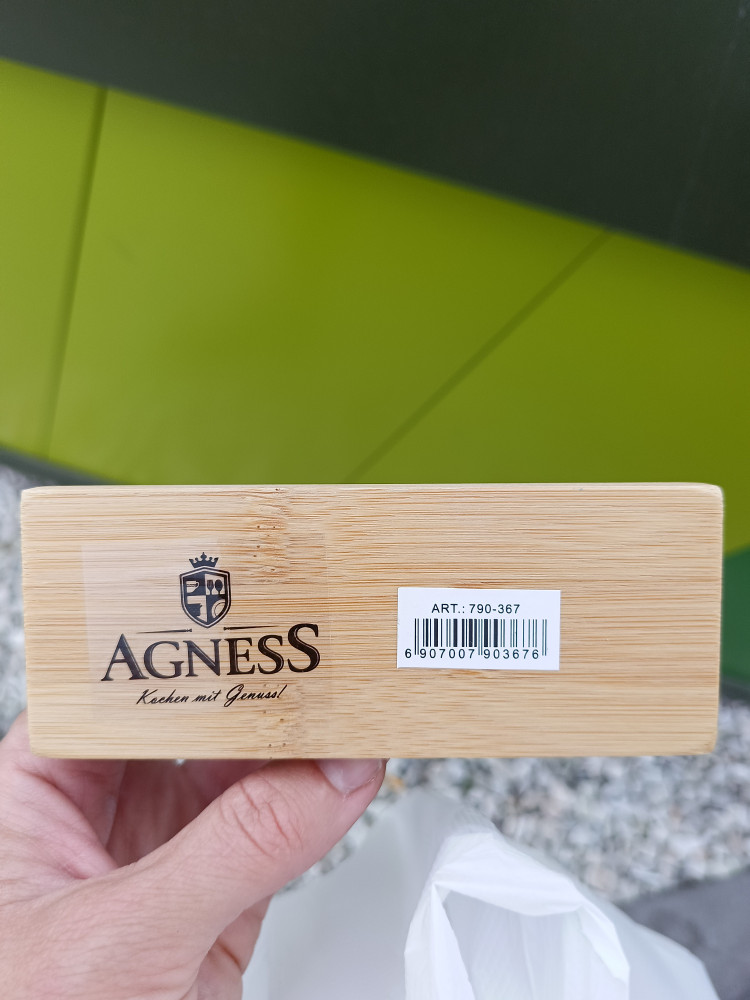 AGNESS
Kochen mit Genuss!
ART.: 790-367
6 907007 903676